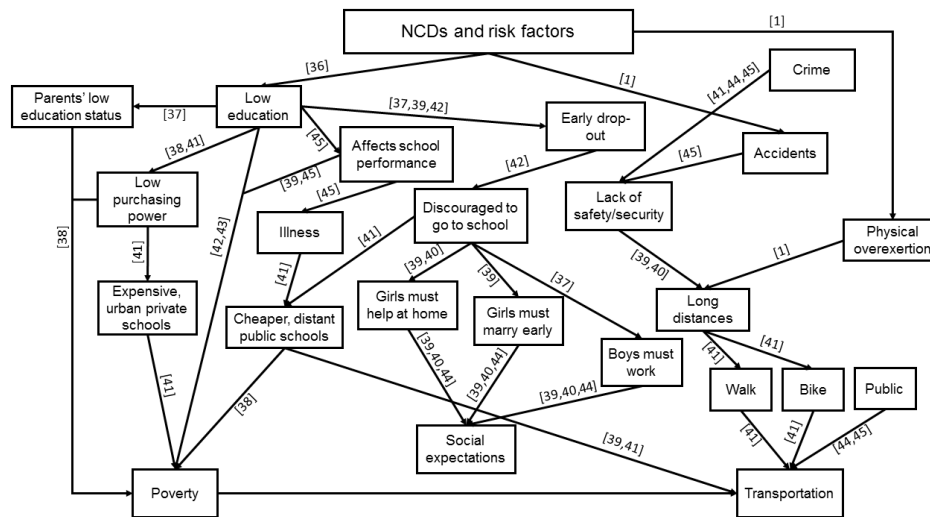 NCDs and risk factors
[1]
[36]
[1]
[41,44,45]
Crime
Parents' low
education status
[37]
Low
education
[37,39,42]
Early drop-
out
[45]
Affects school
performance
Accidents
[38,41]
[39,45]
[42]
[45]
Low
purchasing
power
[45]
Discouraged to
go to school
Lack of
safety/security
[38]
[41]
[42,43]
Illness
[41]
[41]
[39,40]
[39]
[37]
[39,40]
[1]
Physical
overexertion
Expensive,
urban private
schools
Cheaper, distant
public schools
Girls must
help at home
Girls must
marry early
Long
distances
Boys must
work
[41]
[41]
[41]
[38]
[39,40,44]
[39,40,44]
[39,40,44]
Walk
Bike
Public
[41]
[41]
[44,45]
Social
expectations
[39,41]
Poverty
Transportation